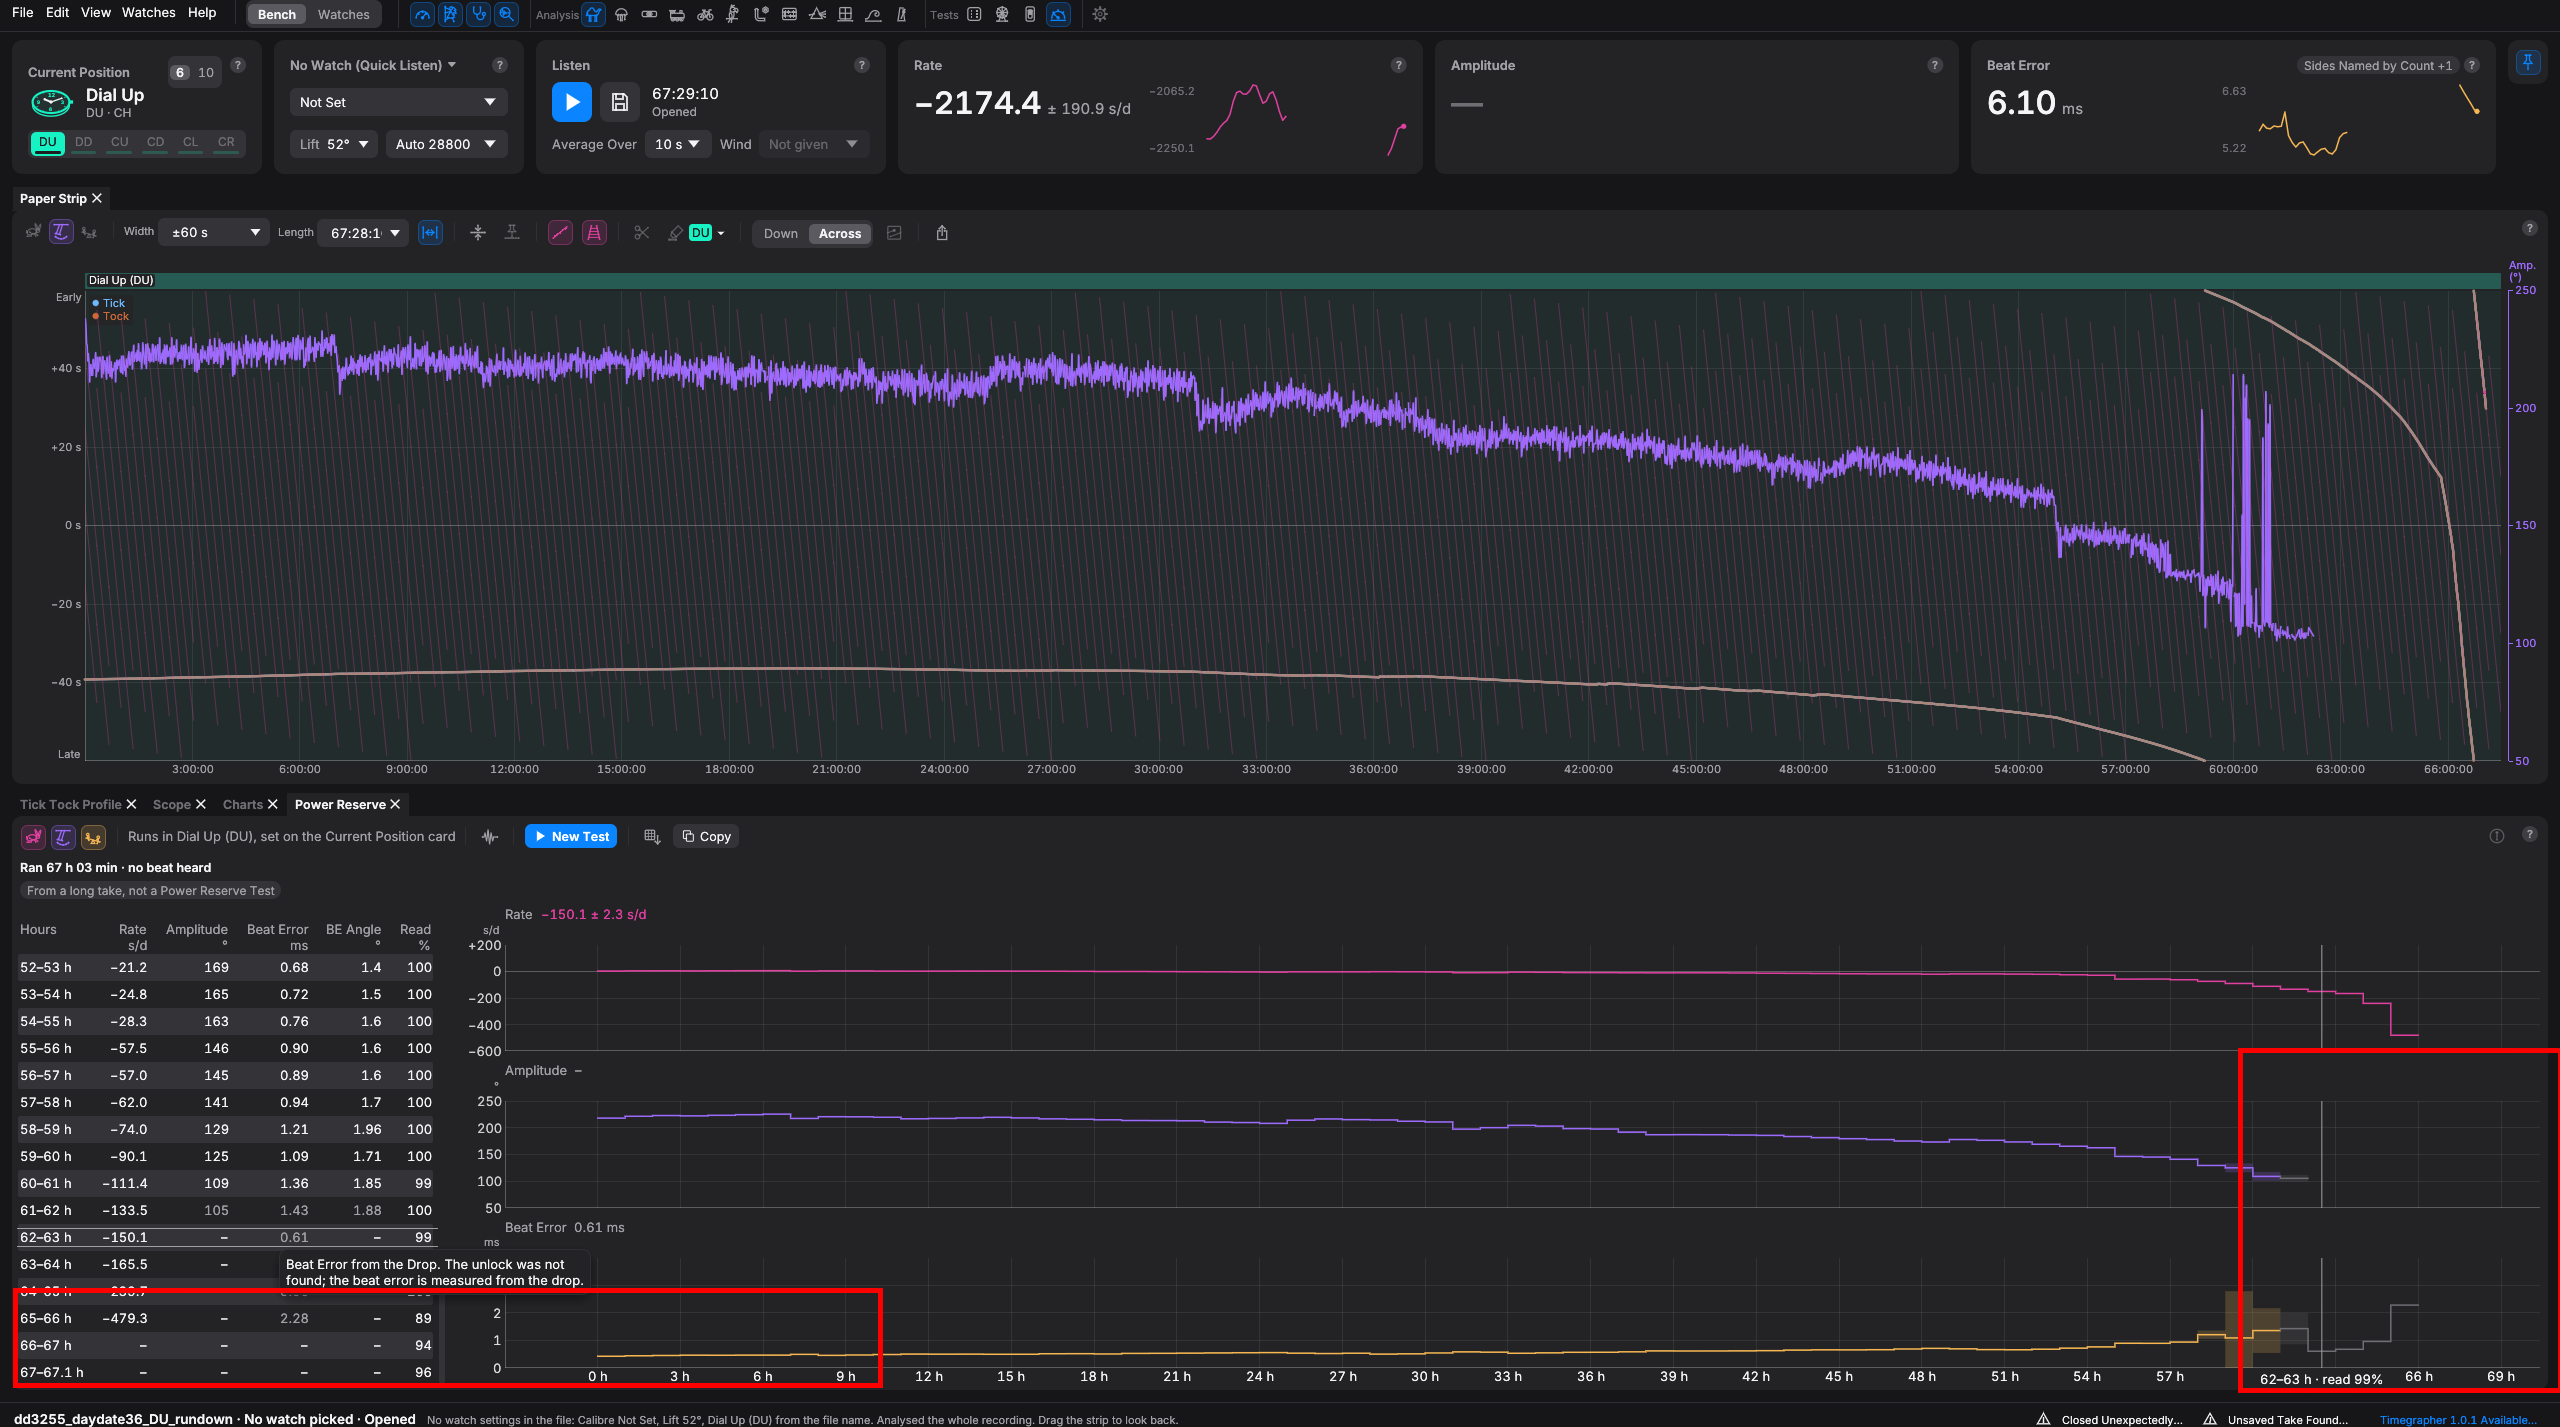 File Edit View Watches Help Bench Watches Analysis Tests
Current Position 6 10 ?
Dial Up
DU · CH
DU DD CU CD CL CR
No Watch (Quick Listen) ?
Not Set
Lift 52° Auto 28800
Listen ?
67:29:10
Opened
Average Over 10 s Wind Not given
Rate ?
−2174.4 ± 190.9 s/d
−2065.2
−2250.1
Amplitude ?
—
Beat Error Sides Named by Count +1 ?
6.10 ms
6.63
5.22
Paper Strip
Width ±60 s Length 67:28:1 DU Down Across ?
Dial Up (DU)
Tick
Tock
Early
+40 s
+20 s
0 s
−20 s
−40 s
Late
Amp. (°)
250
200
150
100
50
3:00:00 6:00:00 9:00:00 12:00:00 15:00:00 18:00:00 21:00:00 24:00:00 27:00:00 30:00:00 33:00:00 36:00:00 39:00:00 42:00:00 45:00:00 48:00:00 51:00:00 54:00:00 57:00:00 60:00:00 63:00:00 66:00:00
Tick Tock Profile Scope Charts Power Reserve
Runs in Dial Up (DU), set on the Current Position card New Test Copy ?
Ran 67 h 03 min · no beat heard
From a long take, not a Power Reserve Test
Hours Rate s/d Amplitude ° Beat Error ms BE Angle ° Read %
52–53 h −21.2 169 0.68 1.4 100
53–54 h −24.8 165 0.72 1.5 100
54–55 h −28.3 163 0.76 1.6 100
55–56 h −57.5 146 0.90 1.6 100
56–57 h −57.0 145 0.89 1.6 100
57–58 h −62.0 141 0.94 1.7 100
58–59 h −74.0 129 1.21 1.96 100
59–60 h −90.1 125 1.09 1.71 100
60–61 h −111.4 109 1.36 1.85 99
61–62 h −133.5 105 1.43 1.88 100
62–63 h −150.1 – 0.61 – 99
63–64 h −165.5 –
Beat Error from the Drop. The unlock was not
found; the beat error is measured from the drop.
65–66 h −479.3 – 2.28 – 89
66–67 h – – – – 94
67–67.1 h – – – – 96
Rate −150.1 ± 2.3 s/d
s/d
+200
0
−200
−400
−600
Amplitude –
°
250
200
150
100
50
Beat Error 0.61 ms
ms
2
1
0
0 h 3 h 6 h 9 h 12 h 15 h 18 h 21 h 24 h 27 h 30 h 33 h 36 h 39 h 42 h 45 h 48 h 51 h 54 h 57 h 66 h 69 h
62–63 h · read 99%
dd3255_daydate36_DU_rundown · No watch picked · Opened No watch settings in the file: Calibre Not Set, Lift 52°, Dial Up (DU) from the file name. Analysed the whole recording. Drag the strip to look back.
Closed Unexpectedly... Unsaved Take Found... Timegrapher 1.0.1 Available...